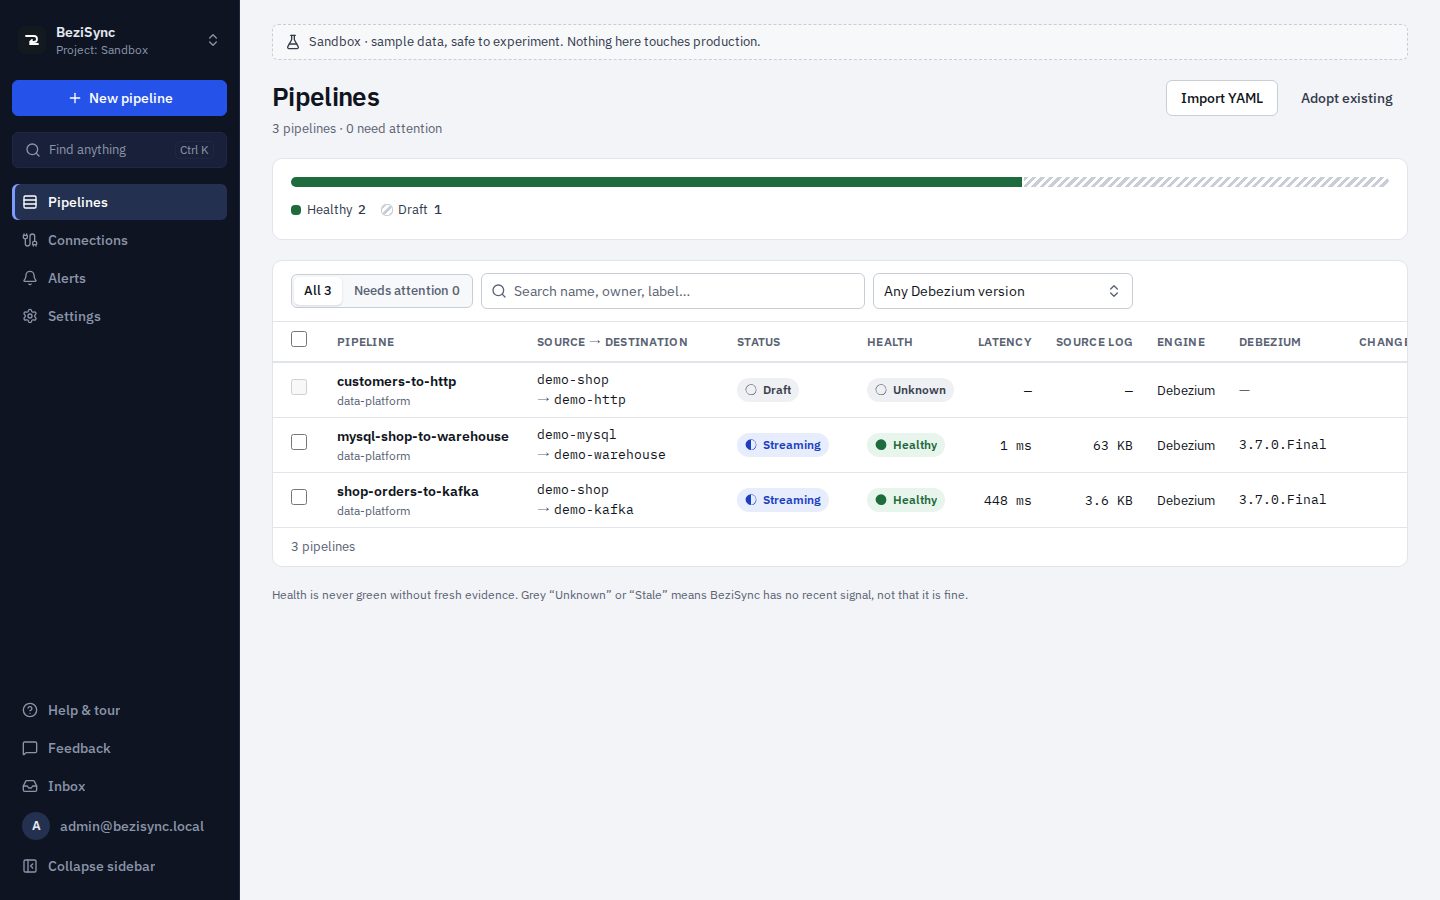 BeziSync
Project: Sandbox
New pipeline
Find anything
Ctrl K
Pipelines
Connections
Alerts
Settings
Help & tour
Feedback
Inbox
A
admin@bezisync.local
Collapse sidebar
Sandbox · sample data, safe to experiment. Nothing here touches production.
Pipelines
3 pipelines · 0 need attention
Import YAML
Adopt existing
Healthy 2
Draft 1
All 3
Needs attention 0
Search name, owner, label...
Any Debezium version
PIPELINE SOURCE → DESTINATION STATUS HEALTH LATENCY SOURCE LOG ENGINE DEBEZIUM CHANGE
customers-to-http
data-platform
demo-shop
→ demo-http
Draft
Unknown
–
–
Debezium
—
mysql-shop-to-warehouse
data-platform
demo-mysql
→ demo-warehouse
Streaming
Healthy
1 ms
63 KB
Debezium
3.7.0.Final
shop-orders-to-kafka
data-platform
demo-shop
→ demo-kafka
Streaming
Healthy
448 ms
3.6 KB
Debezium
3.7.0.Final
3 pipelines
Health is never green without fresh evidence. Grey “Unknown” or “Stale” means BeziSync has no recent signal, not that it is fine.